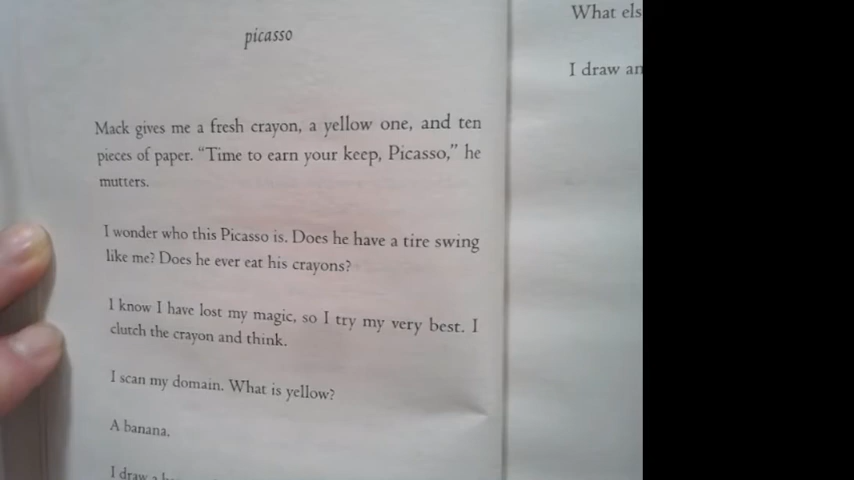 picasso
Mack gives me a fresh crayon, a yellow one, and ten
pieces of paper. “Time to earn your keep, Picasso,” he
mutters.
I wonder who this Picasso is. Does he have a tire swing
like me? Does he ever eat his crayons?
I know I have lost my magic, so I try my very best. I
clutch the crayon and think.
I scan my domain. What is yellow?
A banana.
I draw a
What
I draw